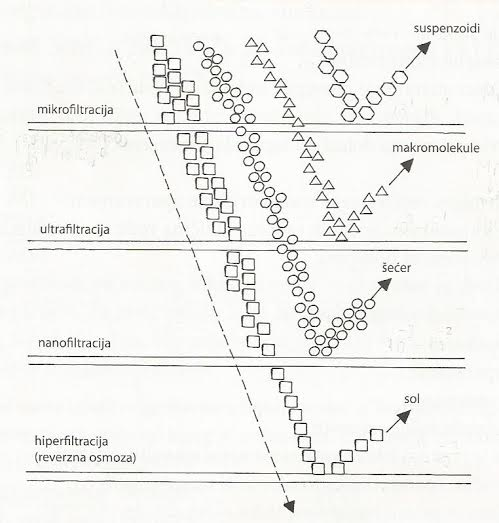 suspenzoidi
mikrofiltracija
makromolekule
ultrafiltracija
šećer
nanofiltracija
sol
hiperfiltracija
(reverzna osmoza)